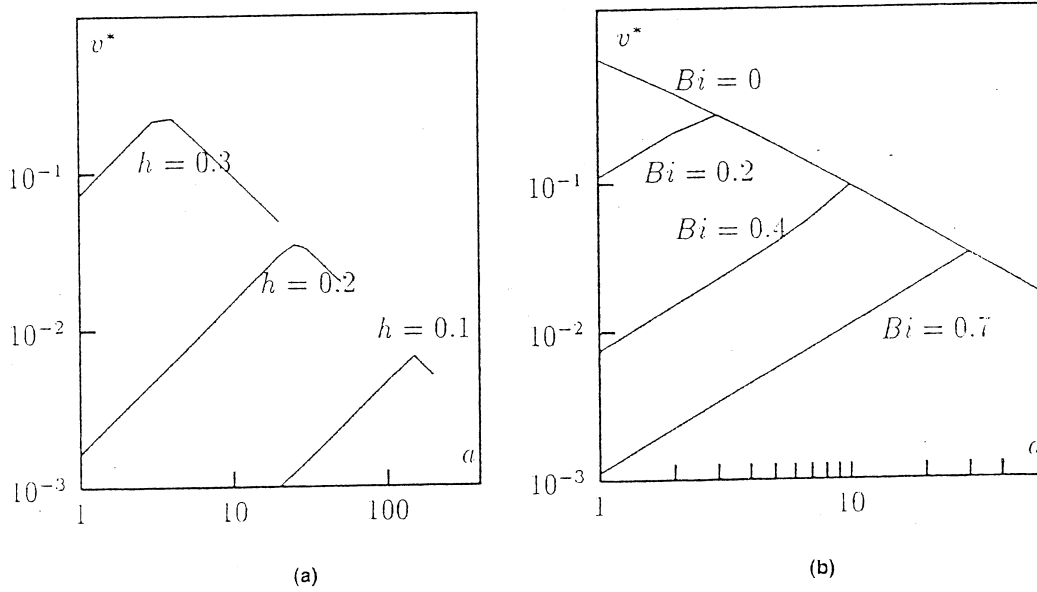 v*
10⁻¹
10⁻²
10⁻³
h = 0.3
h = 0.2
h = 0.1
a
1
10
100
(a)
v*
10⁻¹
10⁻²
10⁻³
Bi = 0
Bi = 0.2
Bi = 0.4
Bi = 0.7
a
1
10
(b)